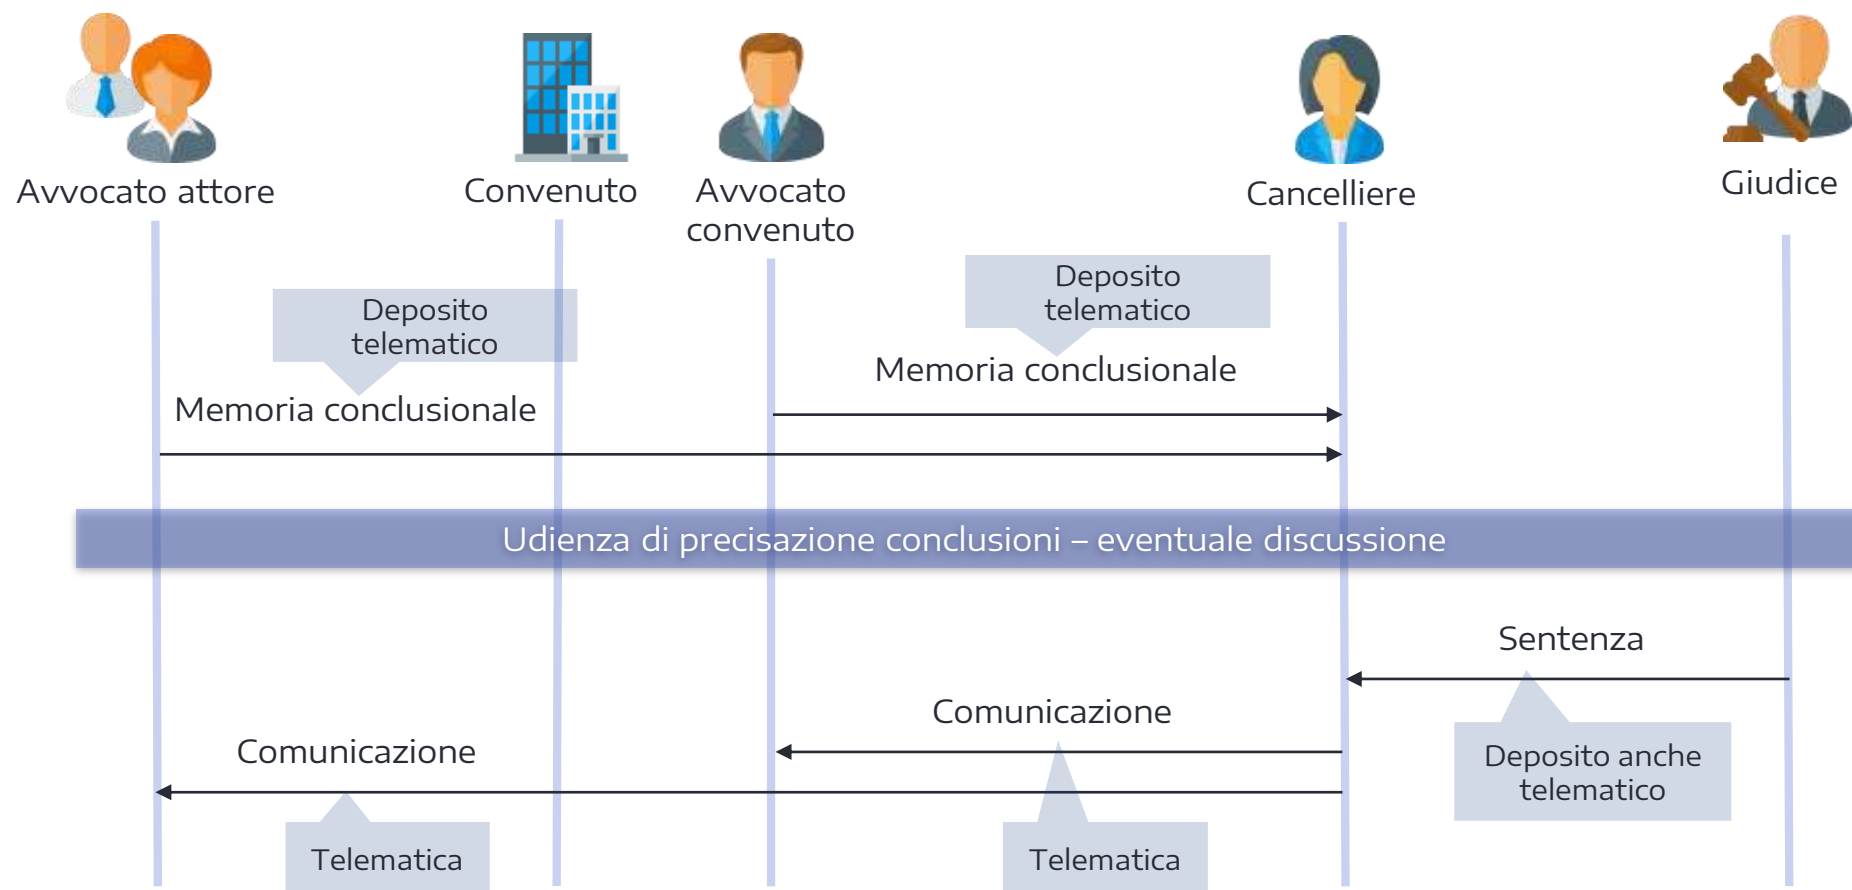 Avvocato attore
Convenuto
Avvocato
convenuto
Cancelliere
Giudice
Deposito
telematico
Deposito
telematico
Memoria conclusionale
Memoria conclusionale
Udienza di precisazione conclusioni – eventuale discussione
Sentenza
Comunicazione
Comunicazione
Deposito anche
telematico
Telematica
Telematica